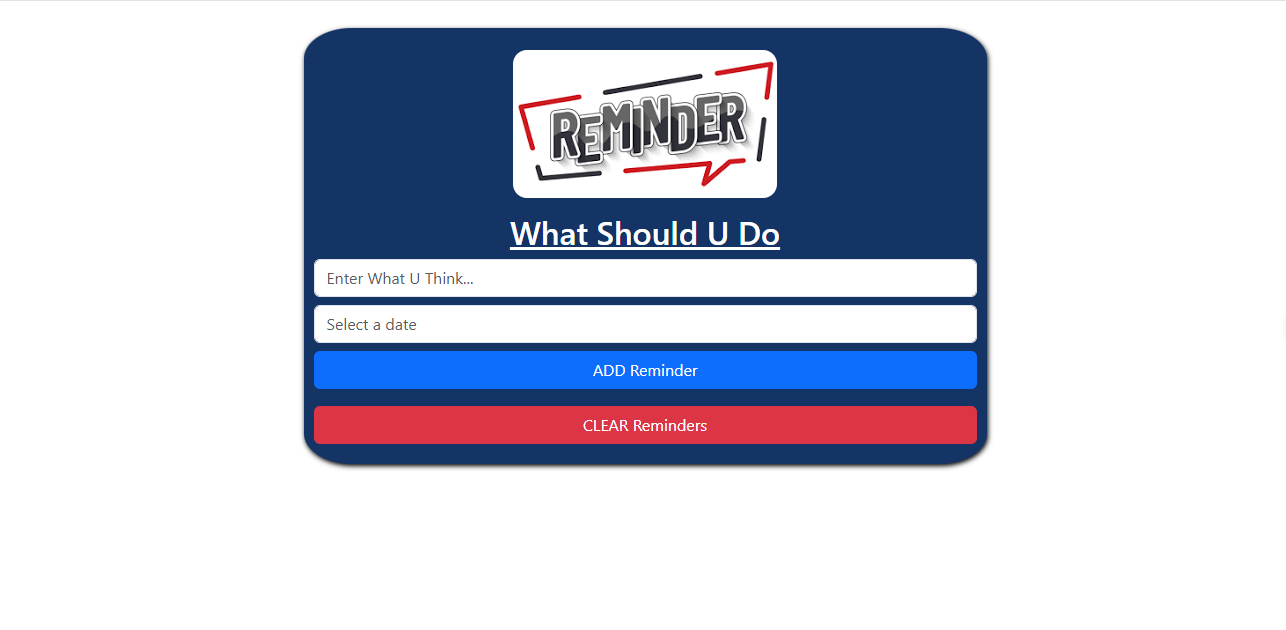 REMINDER
What Should U Do
Enter What U Think...
Select a date
ADD Reminder
CLEAR Reminders